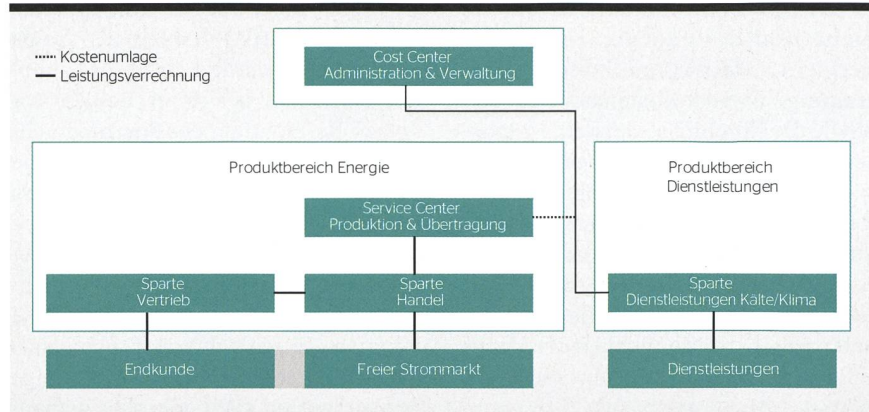 Kostenumlage
Leistungsverrechnung
Cost Center
Administration & Verwaltung
Produktbereich Energie
Produktbereich
Dienstleistungen
Service Center
Produktion & Übertragung
Sparte
Vertrieb
Sparte
Handel
Sparte
Dienstleistungen Kälte/Klima
Endkunde
Freier Strommarkt
Dienstleistungen